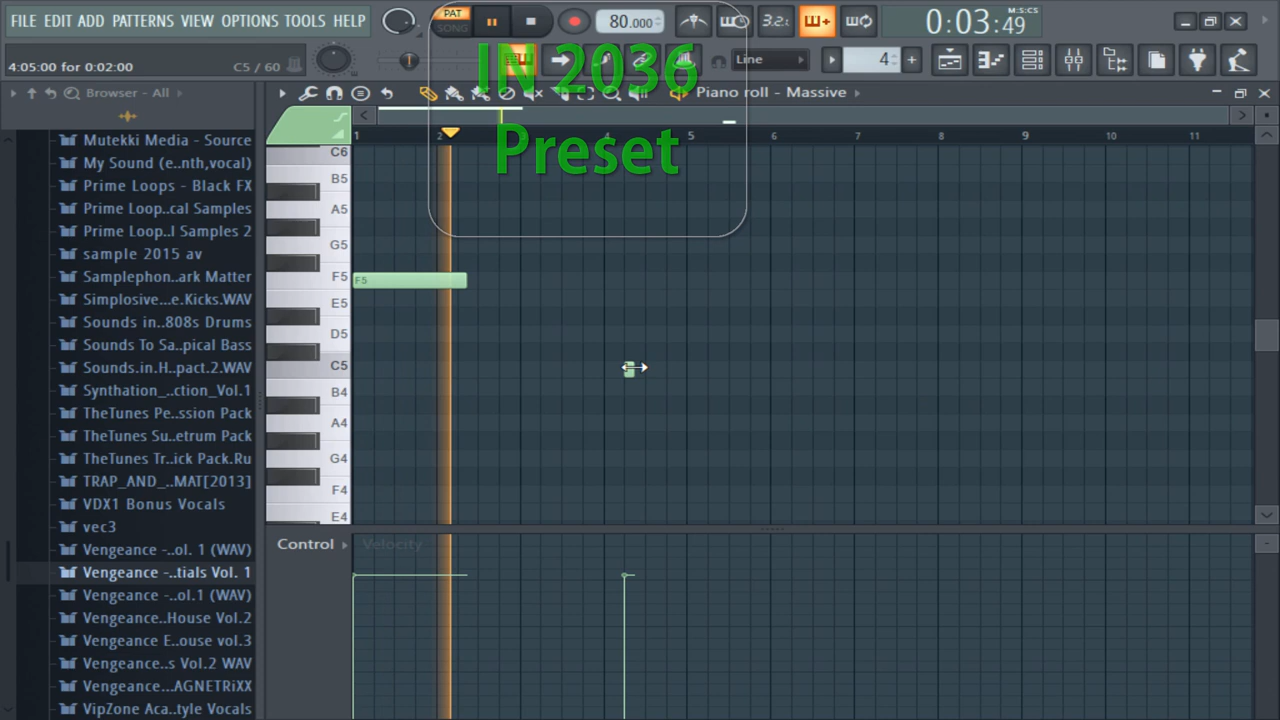 FILE EDIT ADD PATTERNS VIEW OPTIONS TOOLS HELP
PAT
SONG
80.000
3.2:
0:03:49
M:S:CS
4:05:00 for 0:02:00
C5 / 60
Line
4
IN 2036
Preset
Browser - All
Piano roll - Massive
Mutekki Media - Source
My Sound (e..nth,vocal)
Prime Loops - Black FX
Prime Loop..cal Samples
Prime Loop..l Samples 2
sample 2015 av
Samplephon..ark Matter
Simplosive...e.Kicks.WAV
Sounds in..808s Drums
Sounds To Sa..pical Bass
Sounds.in.H..pact.2.WAV
Synthation_..ction_Vol.1
TheTunes Pe..ssion Pack
TheTunes Su..etrum Pack
TheTunes Tr..ick Pack.Ru
TRAP_AND_..MAT[2013]
VDX1 Bonus Vocals
vec3
Vengeance -..ol. 1 (WAV)
Vengeance -..tials Vol. 1
Vengeance -..ol.1 (WAV)
Vengeance..House Vol.2
Vengeance E..ouse vol.3
Vengeance..s Vol.2 WAV
Vengeance...AGNETRiXX
VipZone Aca..tyle Vocals
1 2 3 4 5 6 7 8 9 10 11
C6
B5
A5
G5
F5
F5
E5
D5
C5
B4
A4
G4
F4
E4
Control
Velocity